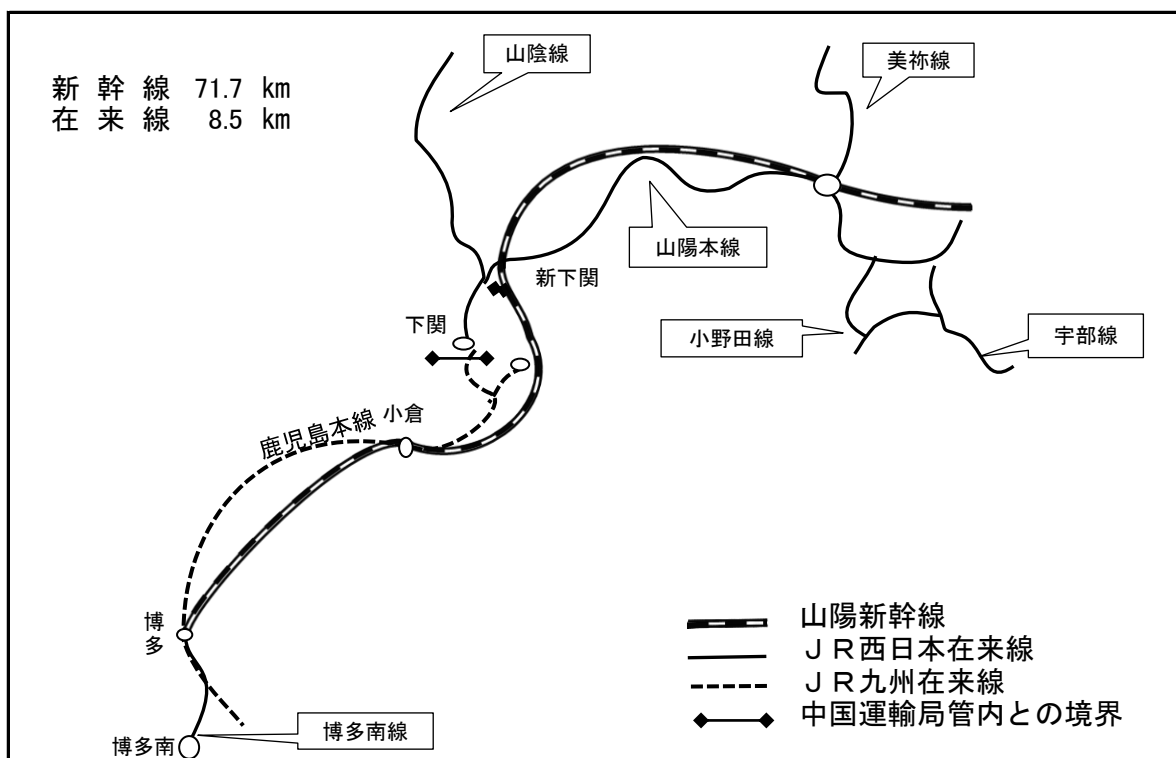 新 幹 線 71.7 km
在 来 線 8.5 km
山陰線
美祢線
山陽本線
新下関
下関
小野田線
宇部線
小倉
鹿児島本線
博多
博多南
博多南線
山陽新幹線
ＪＲ西日本在来線
ＪＲ九州在来線
中国運輸局管内との境界